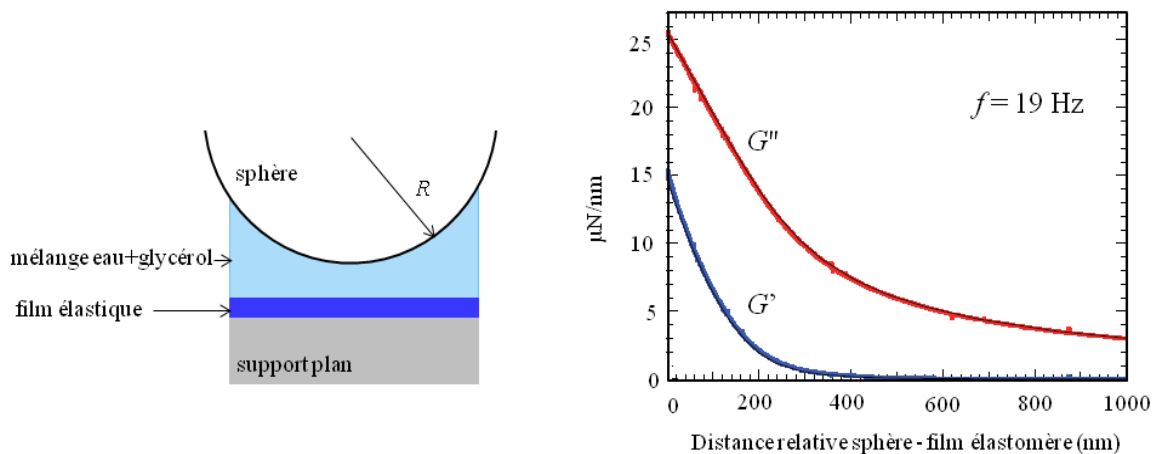 sphère
R
mélange eau+glycérol
film élastique
support plan
25
20
15
10
5
0
µN/nm
f = 19 Hz
G"
G'
0 200 400 600 800 1000
Distance relative sphère - film élastomère (nm)